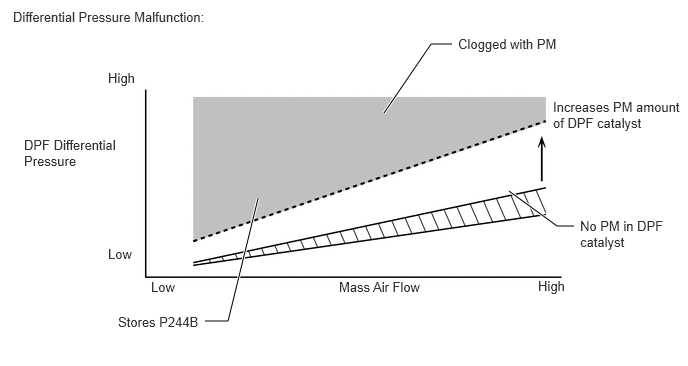 Differential Pressure Malfunction:
Clogged with PM
High
Increases PM amount
of DPF catalyst
DPF Differential
Pressure
No PM in DPF
catalyst
Low
Low
Mass Air Flow
High
Stores P244B